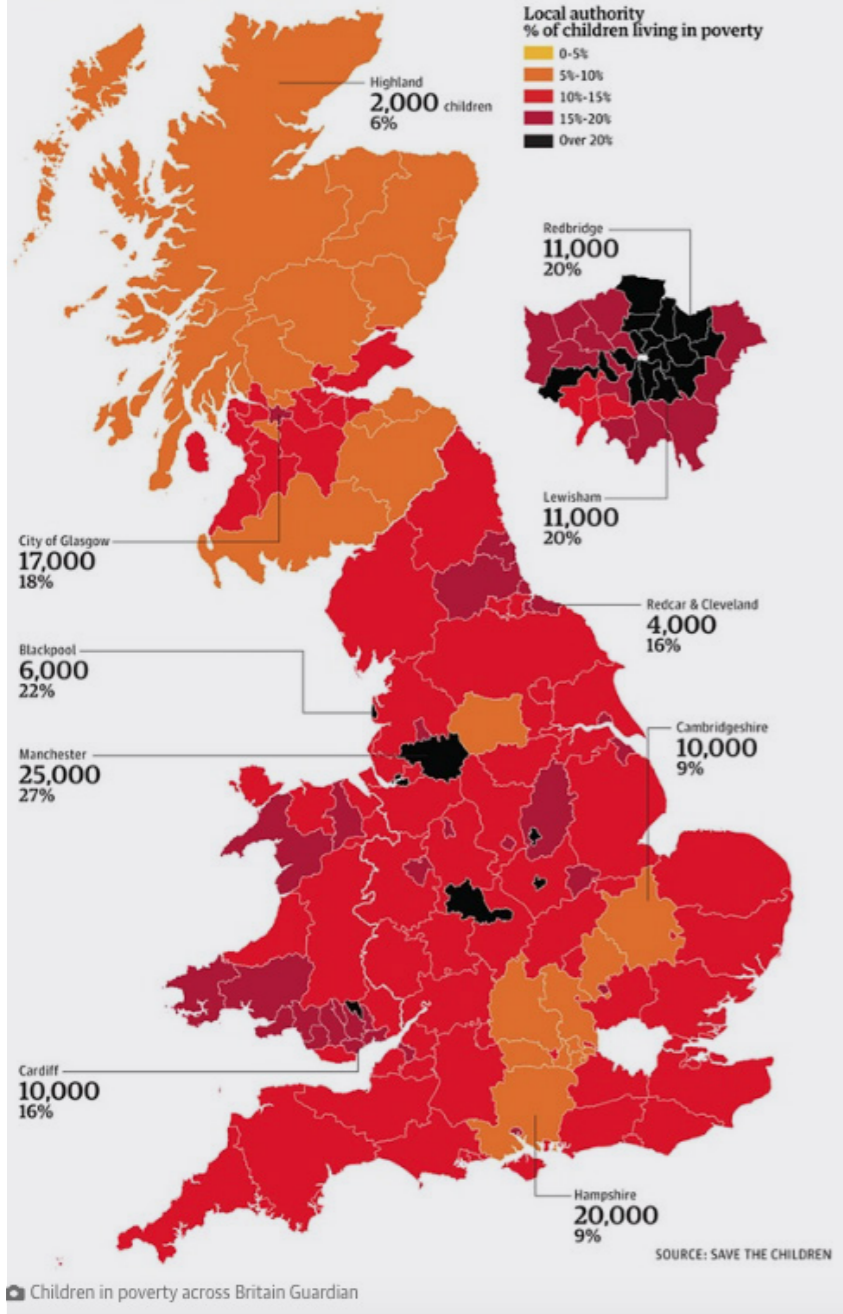 Local authority
% of children living in poverty
0-5%
5%-10%
10%-15%
15%-20%
Over 20%
Highland
2,000 children
6%
Redbridge
11,000
20%
Lewisham
11,000
20%
City of Glasgow
17,000
18%
Redcar & Cleveland
4,000
16%
Blackpool
6,000
22%
Cambridgeshire
10,000
9%
Manchester
25,000
27%
Cardiff
10,000
16%
Hampshire
20,000
9%
SOURCE: SAVE THE CHILDREN
Children in poverty across Britain Guardian